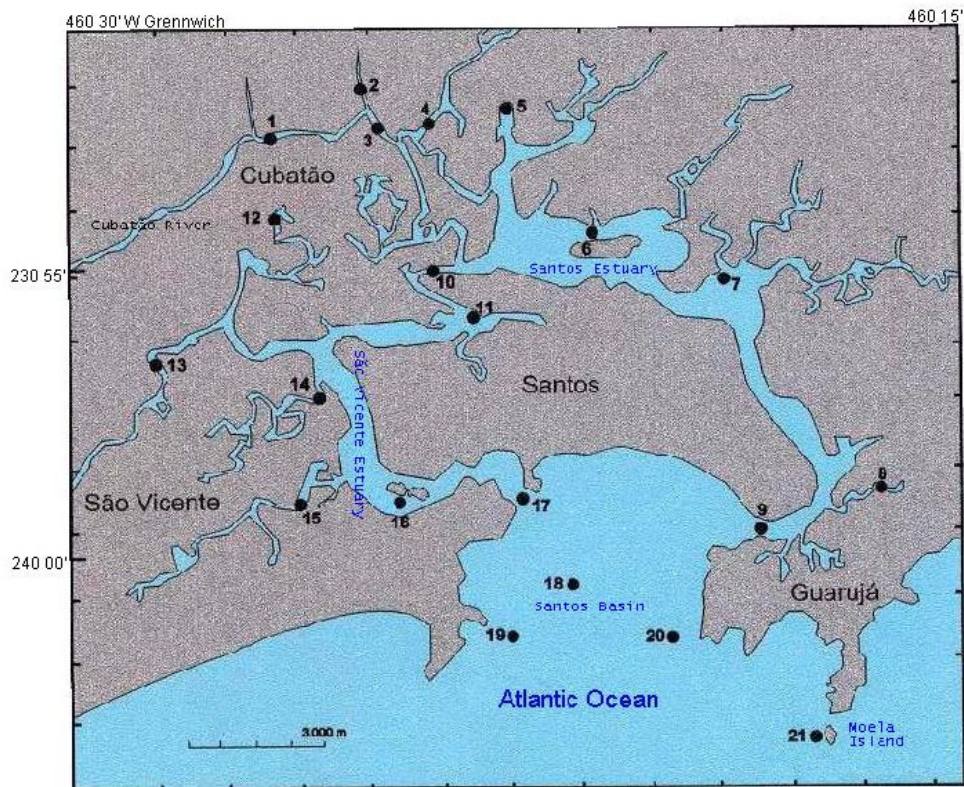 460 30' W Grennwich
460 15'
2
4
5
1
3
Cubatão
12
Cubatão River
6
230 55'
Santos Estuary
7
10
11
13
São Vicente Estuary
Santos
14
8
São Vicente
15
16
17
9
240 00'
18
Guarujá
Santos Basin
19
20
Atlantic Ocean
3.000 m
21
Moela
Island